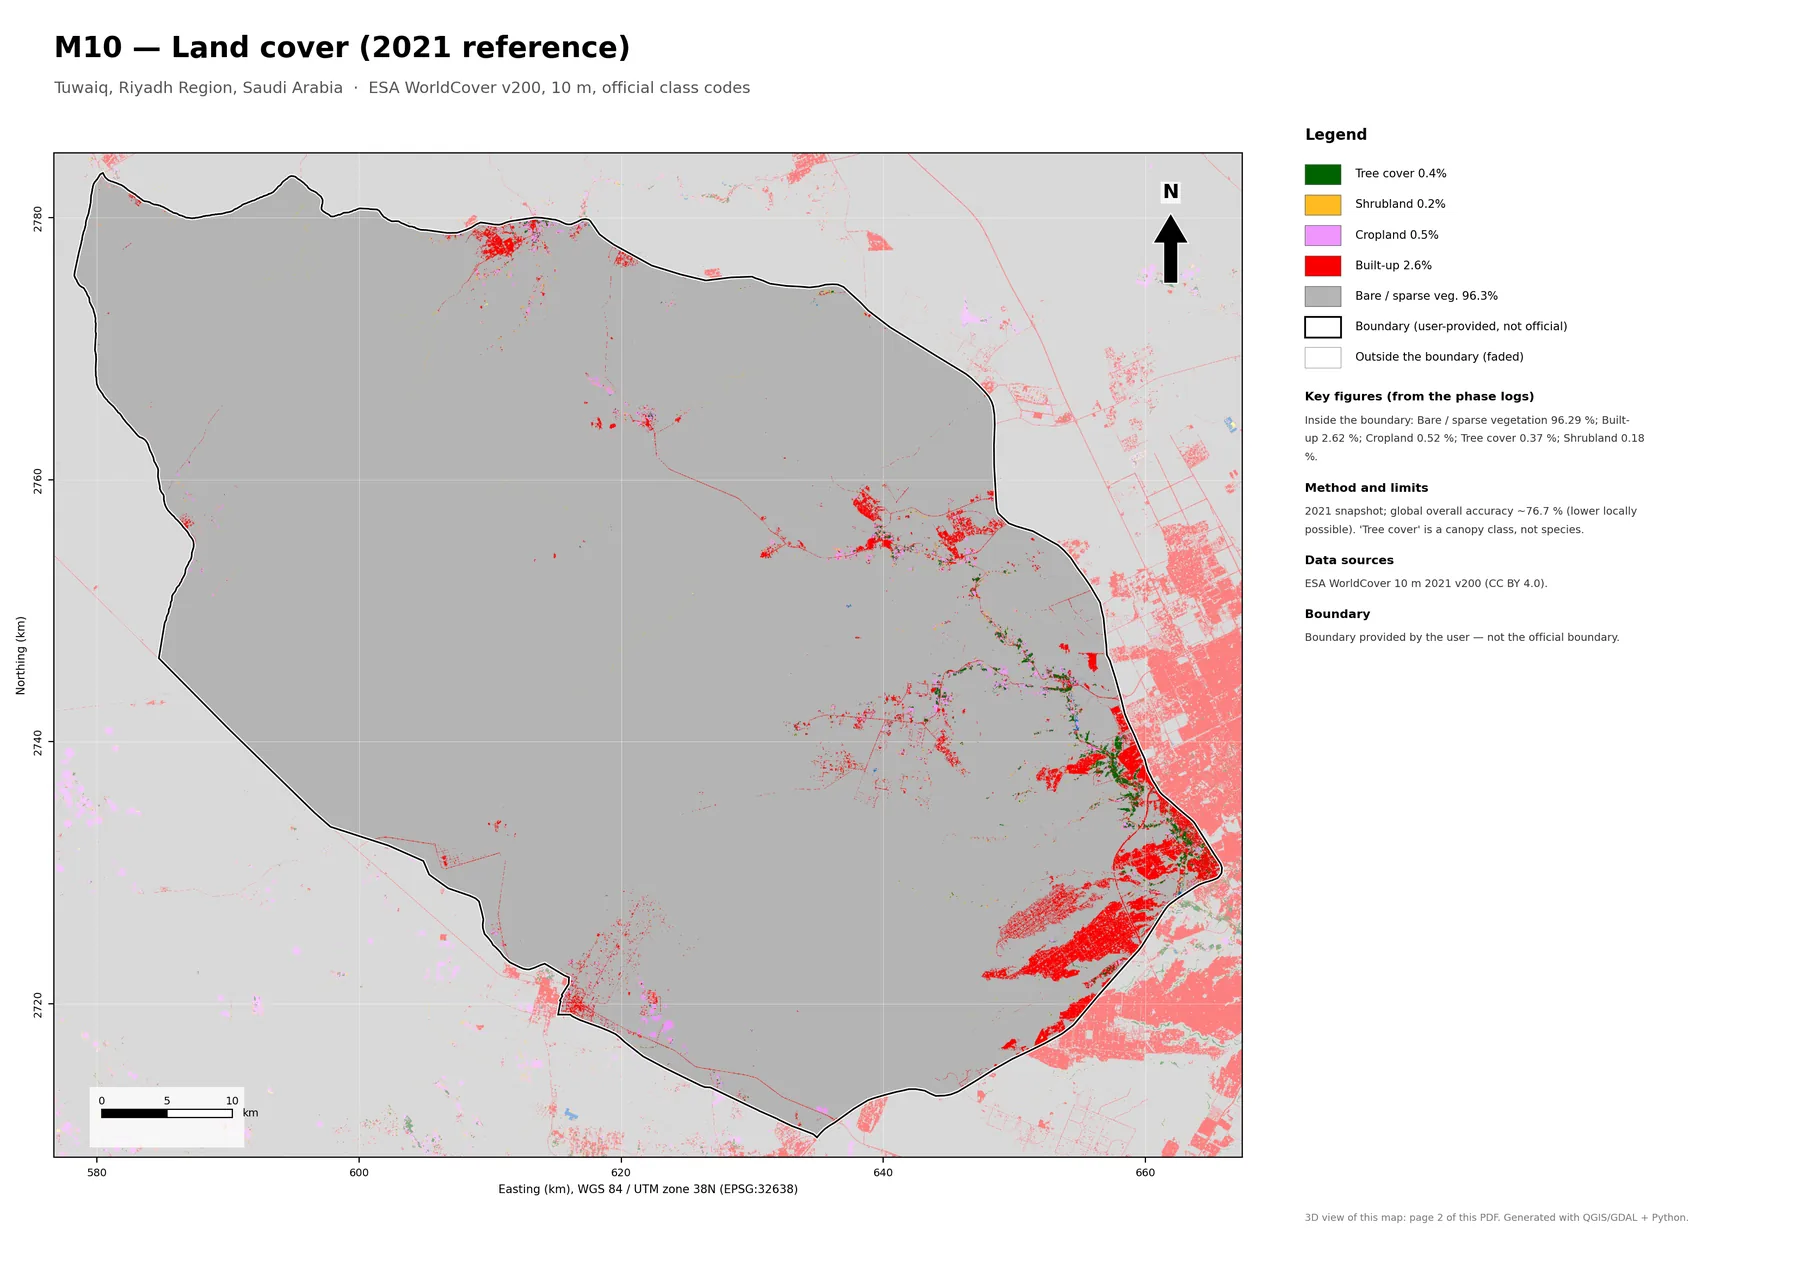 M10 — Land cover (2021 reference)
Tuwaiq, Riyadh Region, Saudi Arabia · ESA WorldCover v200, 10 m, official class codes
N
2780
2760
2740
2720
Northing (km)
0 5 10
km
580 600 620 640 660
Easting (km), WGS 84 / UTM zone 38N (EPSG:32638)
Legend
Tree cover 0.4%
Shrubland 0.2%
Cropland 0.5%
Built-up 2.6%
Bare / sparse veg. 96.3%
Boundary (user-provided, not official)
Outside the boundary (faded)
Key figures (from the phase logs)
Inside the boundary: Bare / sparse vegetation 96.29 %; Built-
up 2.62 %; Cropland 0.52 %; Tree cover 0.37 %; Shrubland 0.18
%.
Method and limits
2021 snapshot; global overall accuracy ~76.7 % (lower locally
possible). 'Tree cover' is a canopy class, not species.
Data sources
ESA WorldCover 10 m 2021 v200 (CC BY 4.0).
Boundary
Boundary provided by the user — not the official boundary.
3D view of this map: page 2 of this PDF. Generated with QGIS/GDAL + Python.